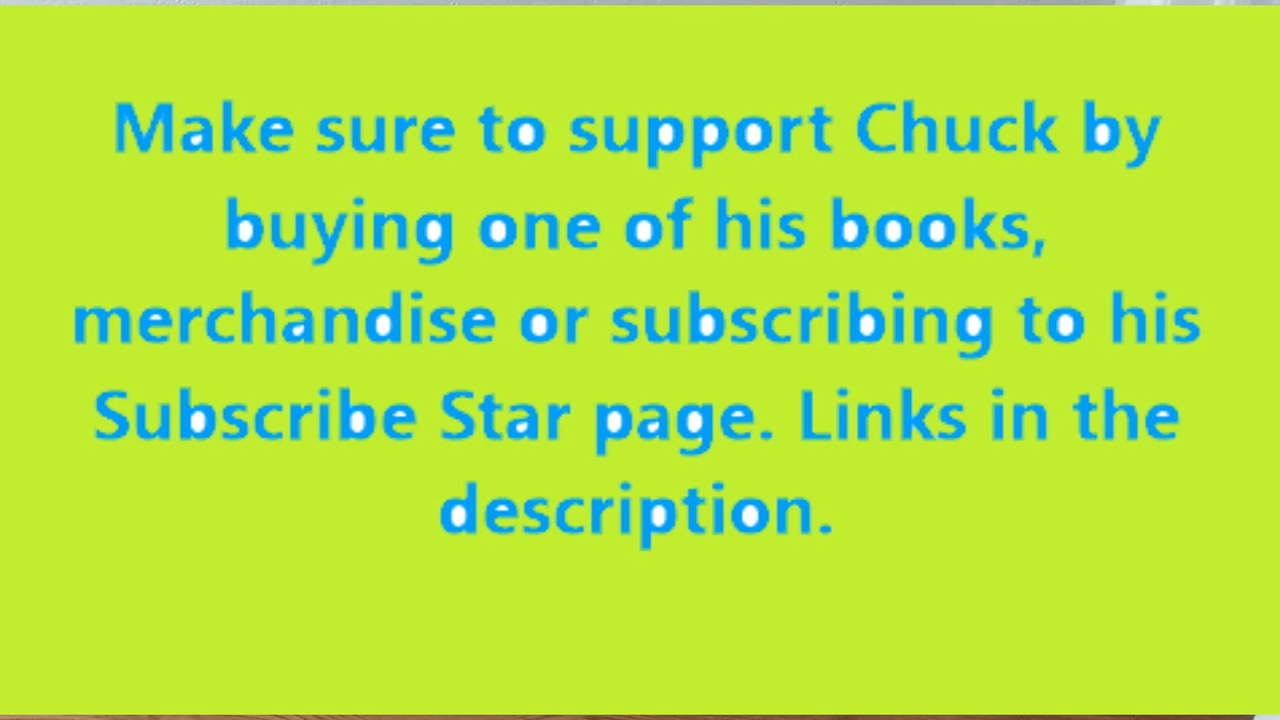 Make sure to support Chuck by
buying one of his books,
merchandise or subscribing to his
Subscribe Star page. Links in the
description.